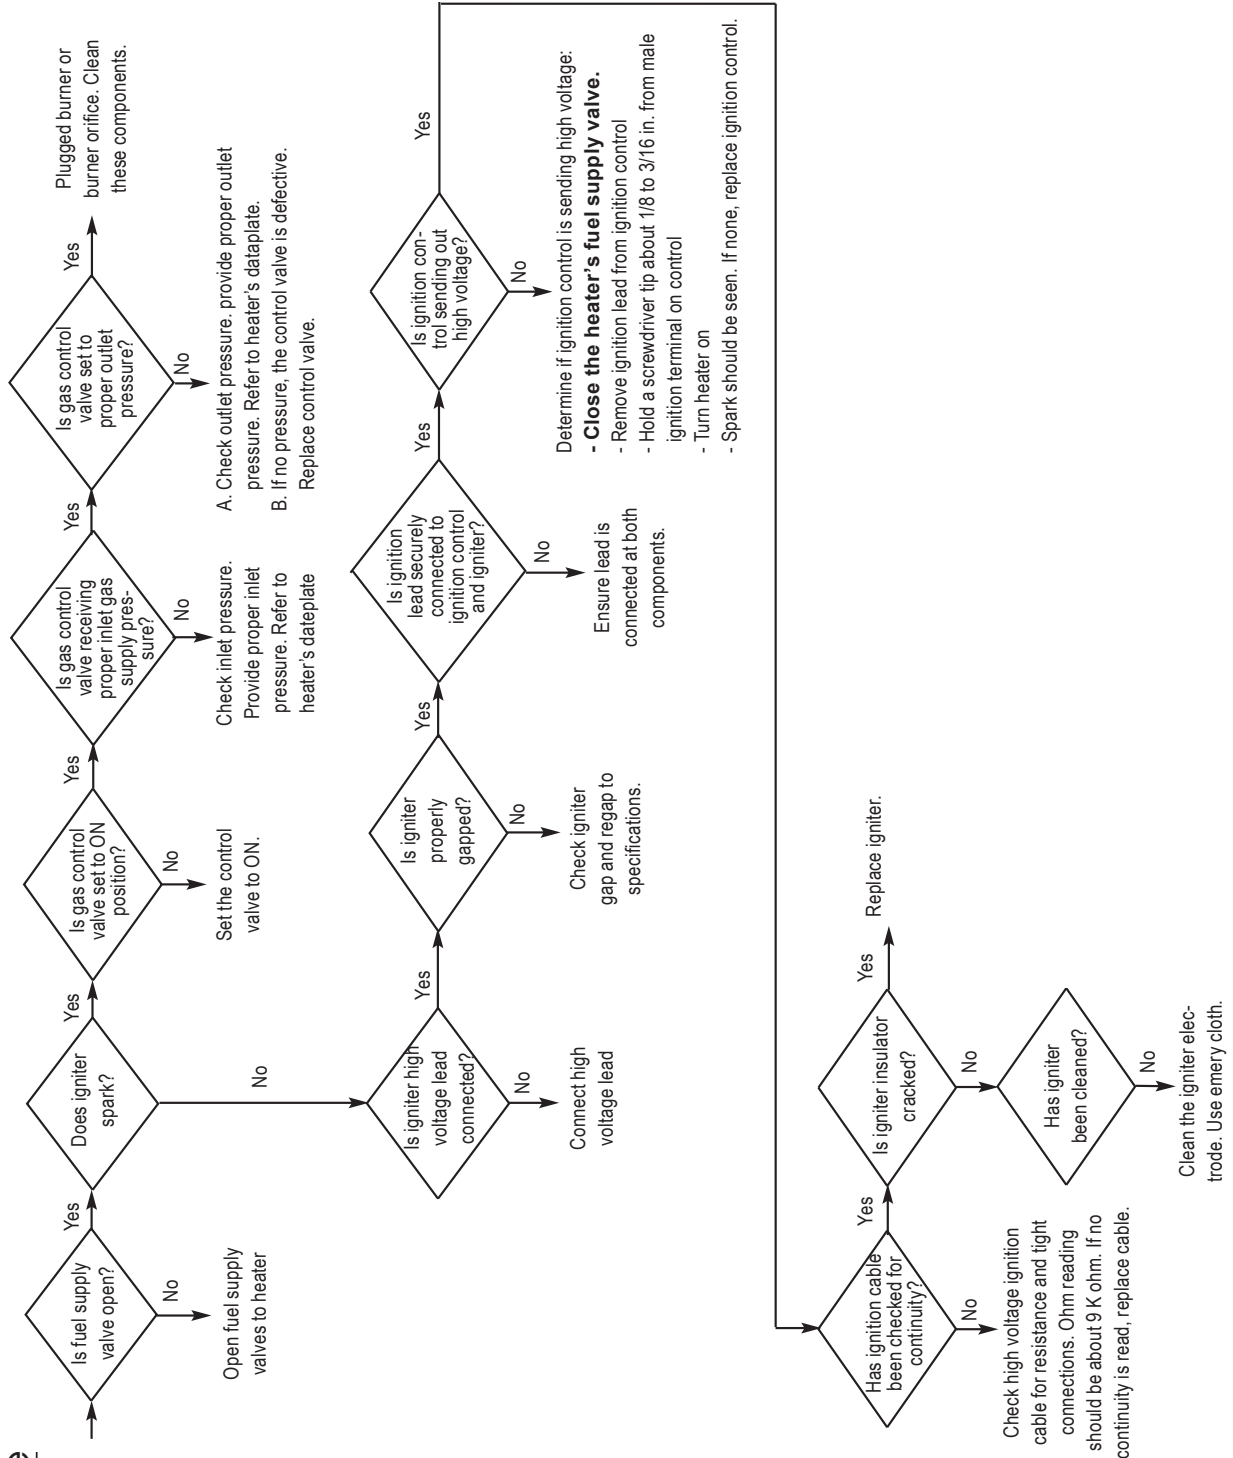 Is fuel supply
valve open?
No
Open fuel supply
valves to heater
Yes
Does igniter
spark?
No
Yes
Is gas control
valve set to ON
position?
No
Set the control
valve to ON.
Yes
Is gas control
valve receiving
proper inlet gas
supply pres-
sure?
No
Check inlet pressure.
Provide proper inlet
pressure. Refer to
heater's dateplate
Yes
Is gas control
valve set to
proper outlet
pressure?
No
A. Check outlet pressure. provide proper outlet
pressure. Refer to heater's dataplate.
B. If no pressure, the control valve is defective.
Replace control valve.
Yes
Plugged burner or
burner orifice. Clean
these components.
Is igniter high
voltage lead
connected?
No
Connect high
voltage lead
Yes
Is igniter
properly
gapped?
No
Check igniter
gap and regap to
specifications.
Yes
Is ignition
lead securely
connected to
ignition control
and igniter?
No
Ensure lead is
connected at both
components.
Yes
Is ignition con-
trol sending out
high voltage?
No
Determine if ignition control is sending high voltage:
- Close the heater's fuel supply valve.
- Remove ignition lead from ignition control
- Hold a screwdriver tip about 1/8 to 3/16 in. from male
ignition terminal on control
- Turn heater on
- Spark should be seen. If none, replace ignition control.
Yes
Has ignition cable
been checked for
continuity?
No
Check high voltage ignition
cable for resistance and tight
connections. Ohm reading
should be about 9 K ohm. If no
continuity is read, replace cable.
Yes
Is igniter insulator
cracked?
Yes
Replace igniter.
No
Has igniter
been cleaned?
No
Clean the igniter elec-
trode. Use emery cloth.